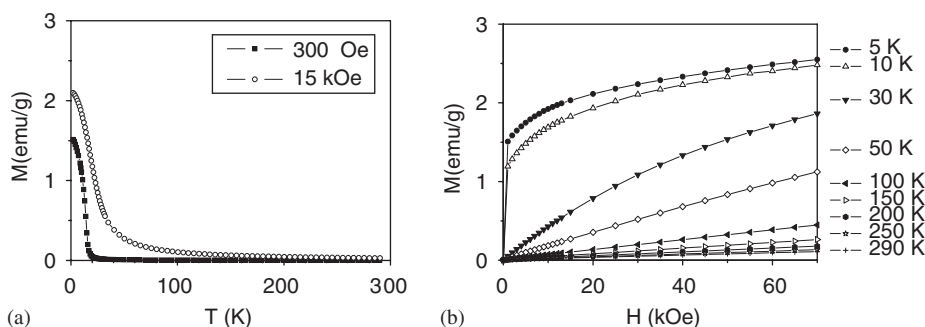 3
2
1
0
M(emu/g)
300 Oe
15 kOe
0
100
200
300
T (K)
(a)
3
2
1
0
M(emu/g)
0
20
40
60
H (kOe)
(b)
5 K
10 K
30 K
50 K
100 K
150 K
200 K
250 K
290 K